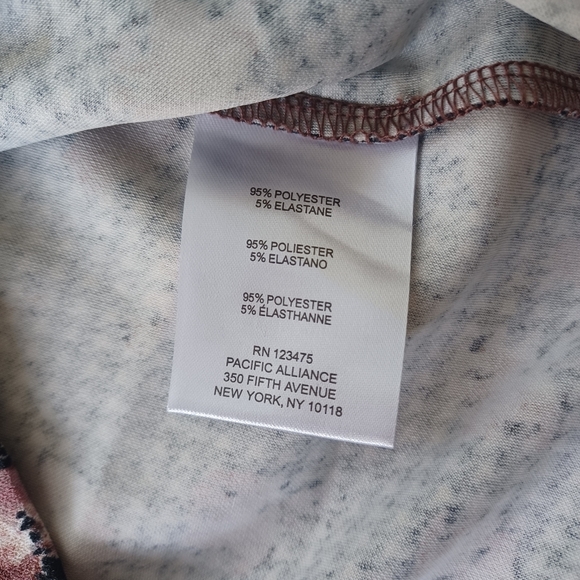 95% POLYESTER
5% ELASTANE
95% POLIESTER
5% ELASTANO
95% POLYESTER
5% ÉLASTHANNE
RN 123475
PACIFIC ALLIANCE
350 FIFTH AVENUE
NEW YORK, NY 10118